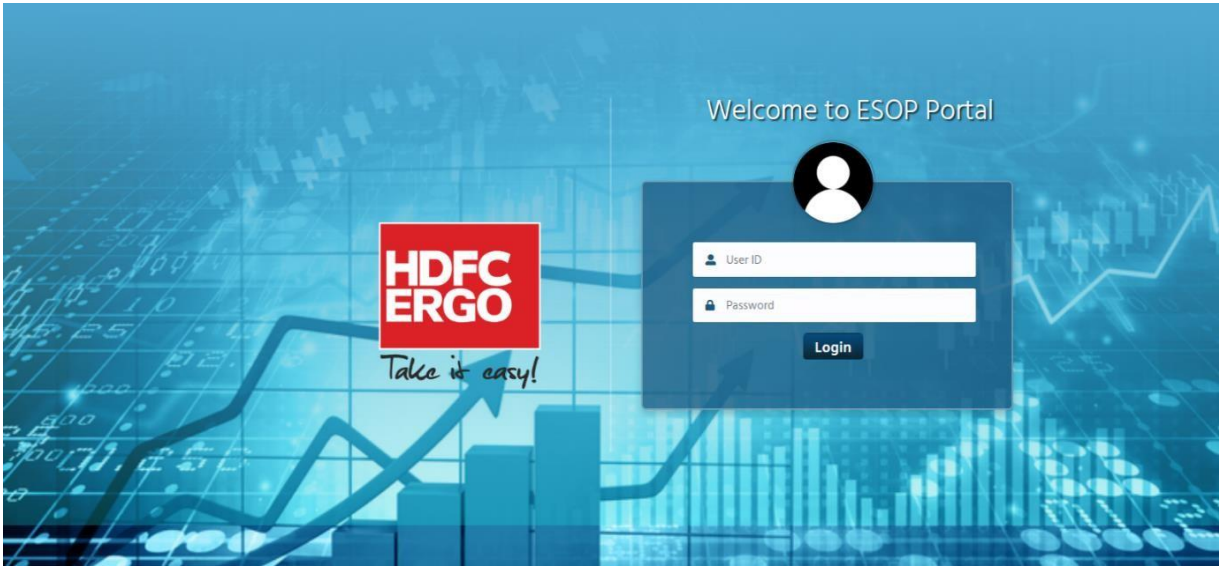 Welcome to ESOP Portal
HDFC
ERGO
Take it easy!
User ID
Password
Login